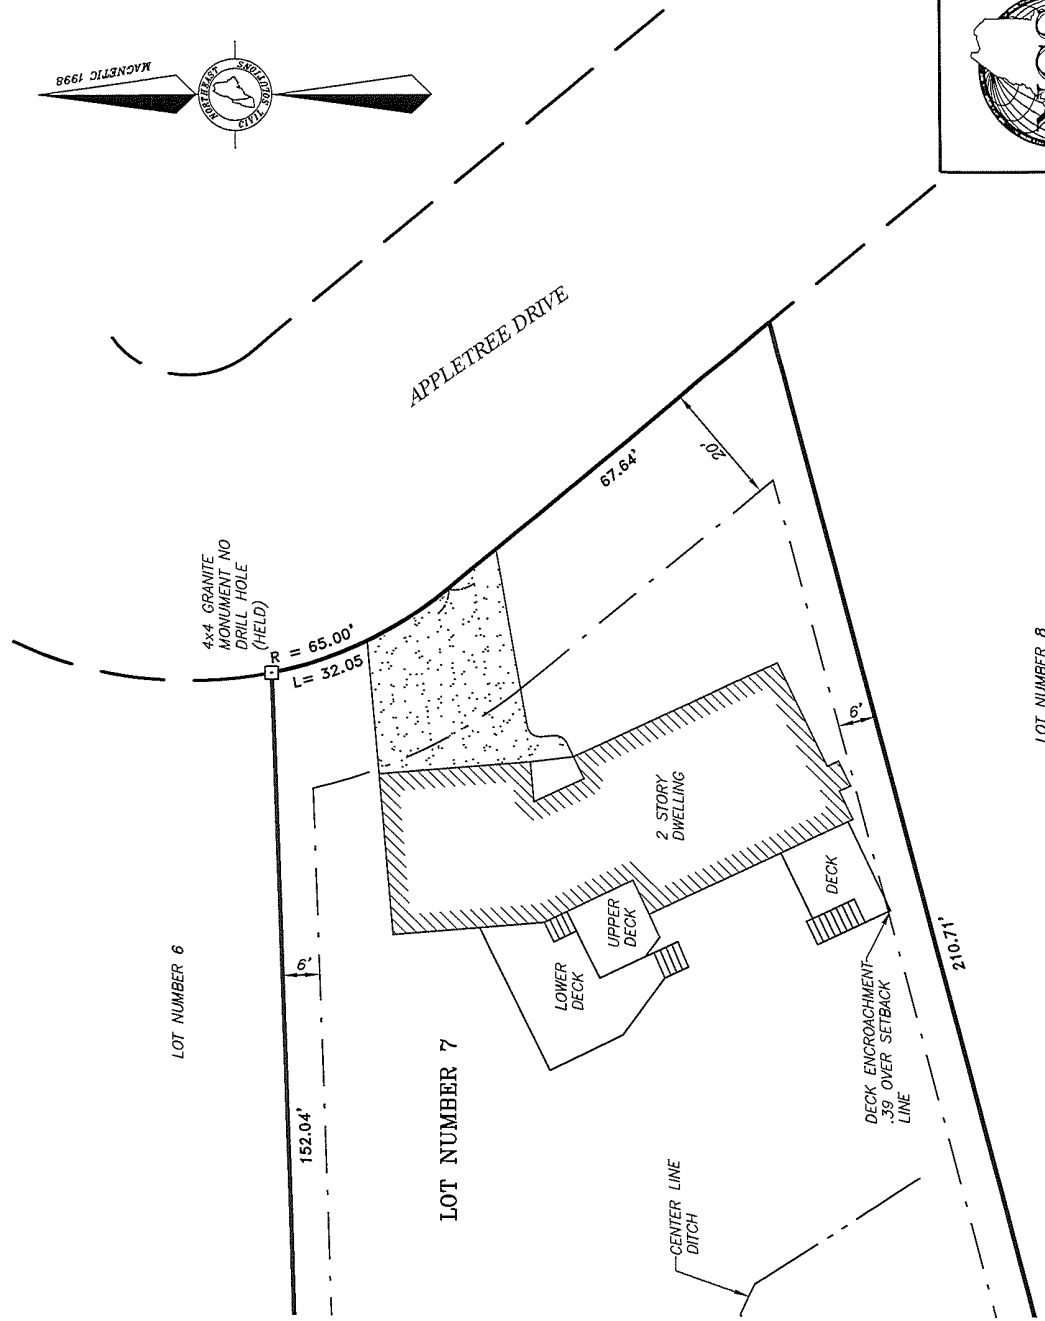 MAGNETIC 1998
NORTHEAST
CIVIL SOLUTIONS
APPLETREE DRIVE
4x4 GRANITE
MONUMENT NO
DRILL HOLE
(HELD)
R = 65.00'
L= 32.05
67.64'
20'
6'
2 STORY
DWELLING
DECK
UPPER
DECK
LOWER
DECK
LOT NUMBER 6
6'
152.04'
LOT NUMBER 7
LOT NUMBER 8
210.71'
DECK ENCROACHMENT
.39 OVER SETBACK
LINE
CENTER LINE
DITCH